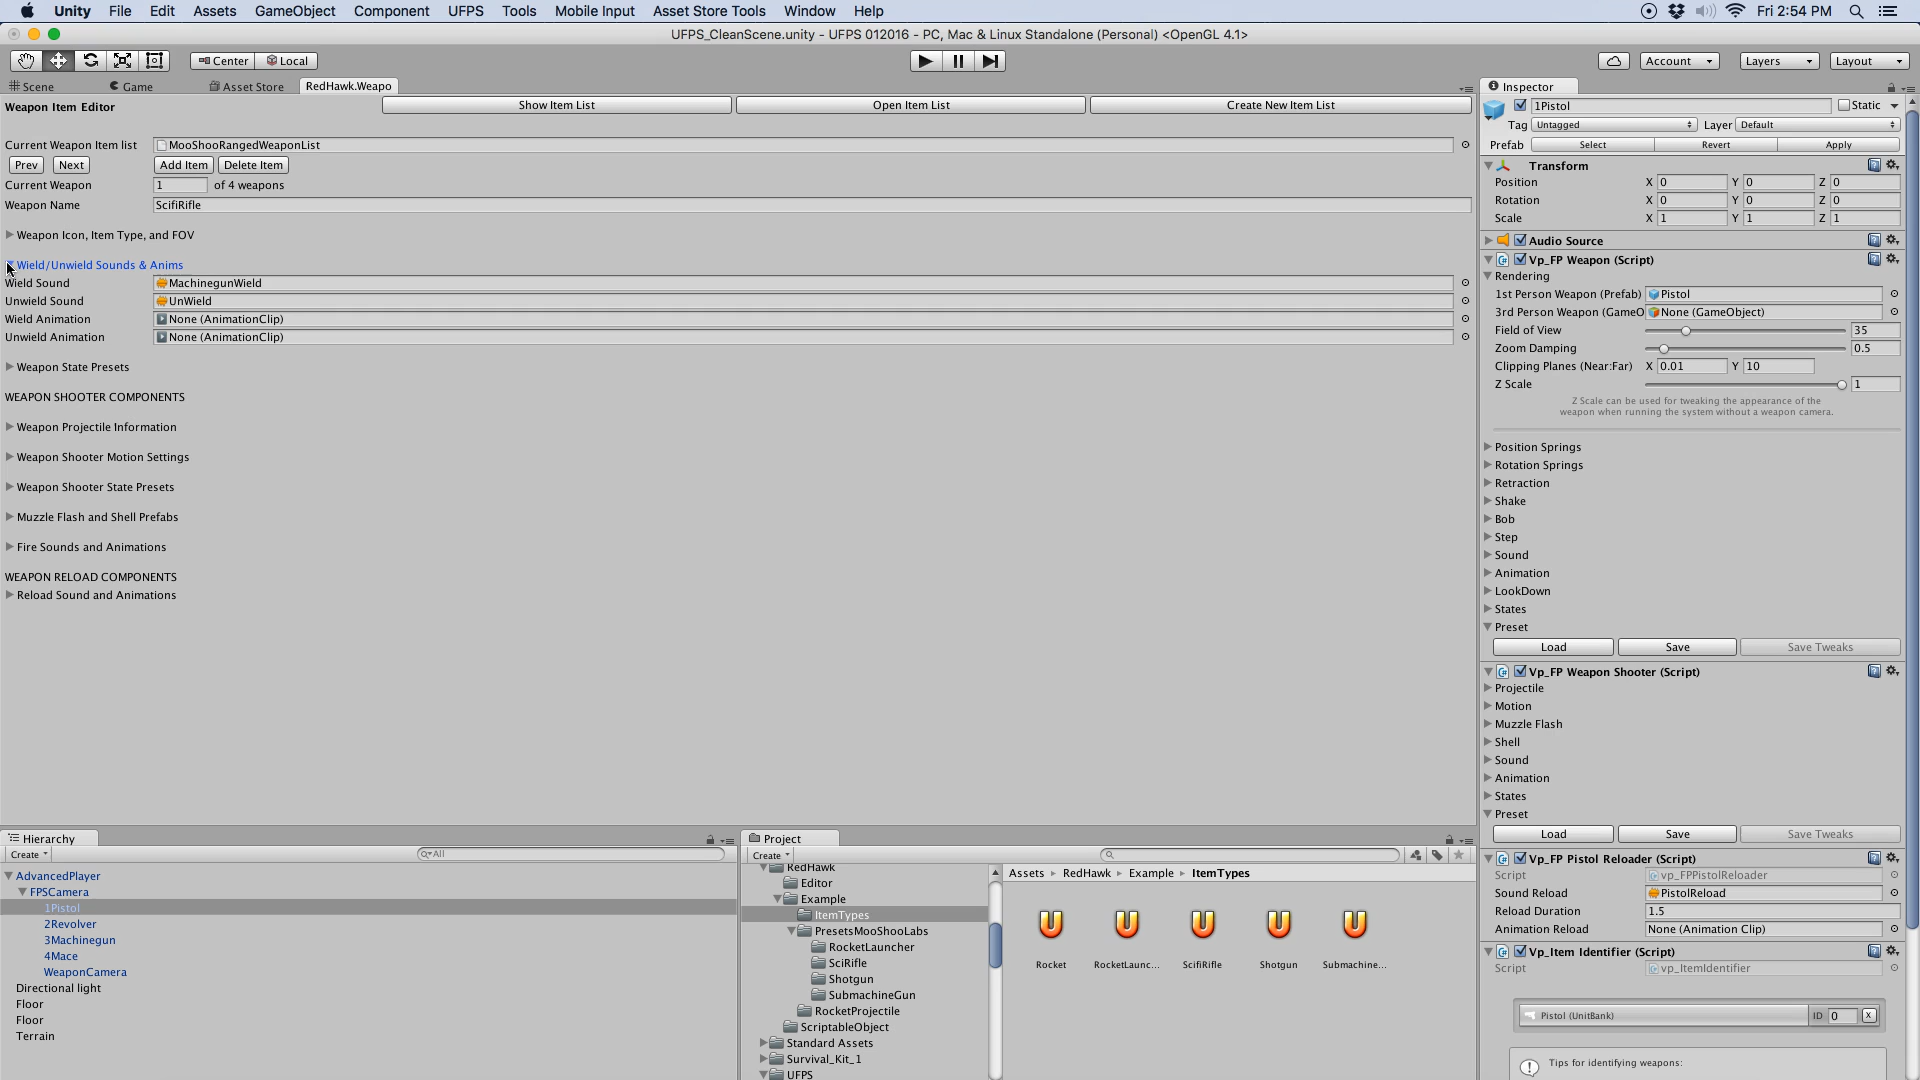 Unity File Edit Assets GameObject Component UFPS Tools Mobile Input Asset Store Tools Window Help Fri 2:54 PM
UFPS_CleanScene.unity - UFPS 012016 - PC, Mac & Linux Standalone (Personal) <OpenGL 4.1>
Center Local Account Layers Layout
Scene Game Asset Store RedHawk.Weapo
Weapon Item Editor Show Item List Open Item List Create New Item List
Current Weapon Item list MooShooRangedWeaponList
Prev Next Add Item Delete Item
Current Weapon 1 of 4 weapons
Weapon Name ScifiRifle
Weapon Icon, Item Type, and FOV
Wield/Unwield Sounds & Anims
Wield Sound MachinegunWield
Unwield Sound UnWield
Wield Animation None (AnimationClip)
Unwield Animation None (AnimationClip)
Weapon State Presets
WEAPON SHOOTER COMPONENTS
Weapon Projectile Information
Weapon Shooter Motion Settings
Weapon Shooter State Presets
Muzzle Flash and Shell Prefabs
Fire Sounds and Animations
WEAPON RELOAD COMPONENTS
Reload Sound and Animations
Hierarchy
Create All
AdvancedPlayer
FPSCamera
1Pistol
2Revolver
3Machinegun
4Mace
WeaponCamera
Directional light
Floor
Floor
Terrain
Project
Create
RedHawk
Editor
Example
ItemTypes
PresetsMooShooLabs
RocketLauncher
SciRifle
Shotgun
SubmachineGun
RocketProjectile
ScriptableObject
Standard Assets
Survival_Kit_1
UFPS
Assets RedHawk Example ItemTypes
Rocket RocketLaunc... ScifiRifle Shotgun Submachine...
Inspector
1Pistol Static
Tag Untagged Layer Default
Prefab Select Revert Apply
Transform
Position X 0 Y 0 Z 0
Rotation X 0 Y 0 Z 0
Scale X 1 Y 1 Z 1
Audio Source
Vp_FP Weapon (Script)
Rendering
1st Person Weapon (Prefab) Pistol
3rd Person Weapon (GameO None (GameObject)
Field of View 35
Zoom Damping 0.5
Clipping Planes (Near:Far) X 0.01 Y 10
Z Scale 1
Z Scale can be used for tweaking the appearance of the
weapon when running the system without a weapon camera.
Position Springs
Rotation Springs
Retraction
Shake
Bob
Step
Sound
Animation
LookDown
States
Preset
Load Save Save Tweaks
Vp_FP Weapon Shooter (Script)
Projectile
Motion
Muzzle Flash
Shell
Sound
Animation
States
Preset
Load Save Save Tweaks
Vp_FP Pistol Reloader (Script)
Script vp_FPPistolReloader
Sound Reload PistolReload
Reload Duration 1.5
Animation Reload None (Animation Clip)
Vp_Item Identifier (Script)
Script vp_ItemIdentifier
Pistol (UnitBank) ID 0 x
Tips for identifying weapons: